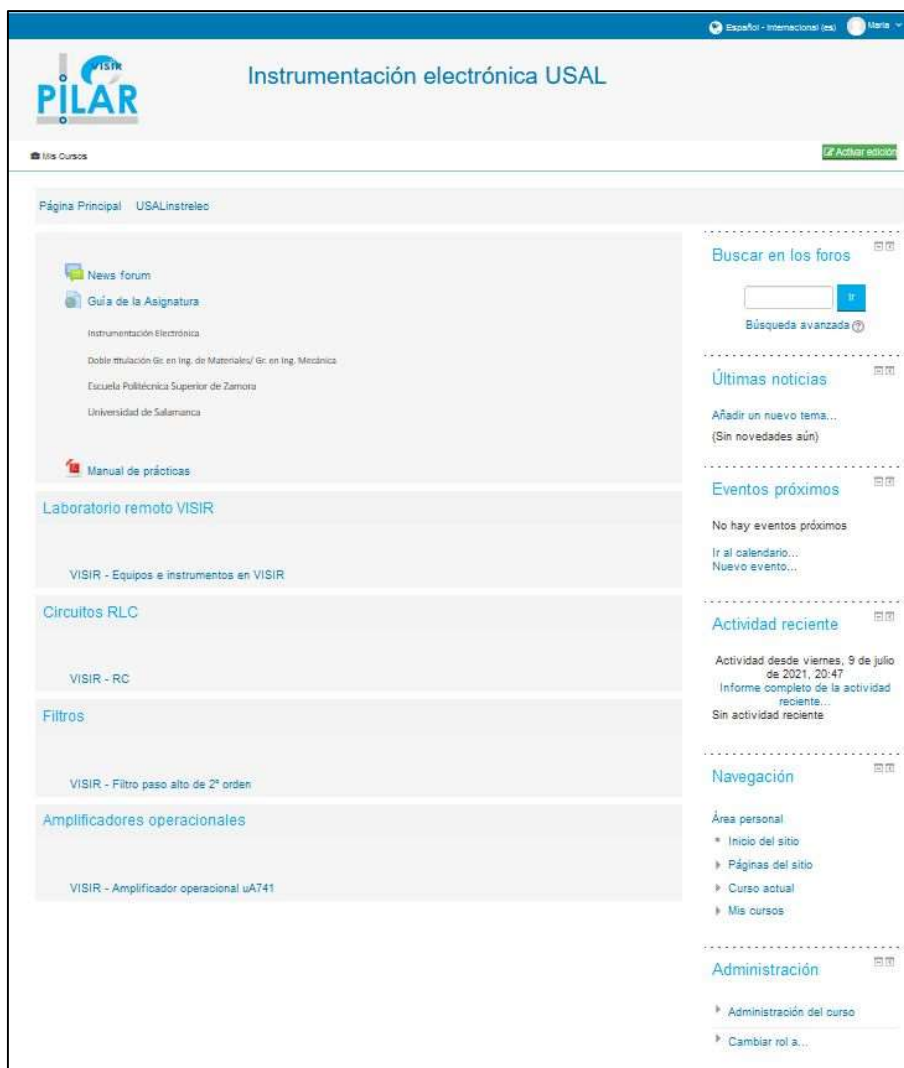 Español - Internacional (es)
María
VISIR
PILAR
Instrumentación electrónica USAL
Mis Cursos
Activar edición
Página Principal USALinstrelec
News forum
Guía de la Asignatura
Instrumentación Electrónica
Doble titulación Gr. en Ing. de Materiales/ Gr. en Ing. Mecánica
Escuela Politécnica Superior de Zamora
Universidad de Salamanca
Manual de prácticas
Laboratorio remoto VISIR
VISIR - Equipos e instrumentos en VISIR
Circuitos RLC
VISIR - RC
Filtros
VISIR - Filtro paso alto de 2º orden
Amplificadores operacionales
VISIR - Amplificador operacional uA741
Buscar en los foros
Ir
Búsqueda avanzada
Últimas noticias
Añadir un nuevo tema...
(Sin novedades aún)
Eventos próximos
No hay eventos próximos
Ir al calendario...
Nuevo evento...
Actividad reciente
Actividad desde viernes, 9 de julio
de 2021, 20:47
Informe completo de la actividad
reciente...
Sin actividad reciente
Navegación
Área personal
Inicio del sitio
Páginas del sitio
Curso actual
Mis cursos
Administración
Administración del curso
Cambiar rol a...